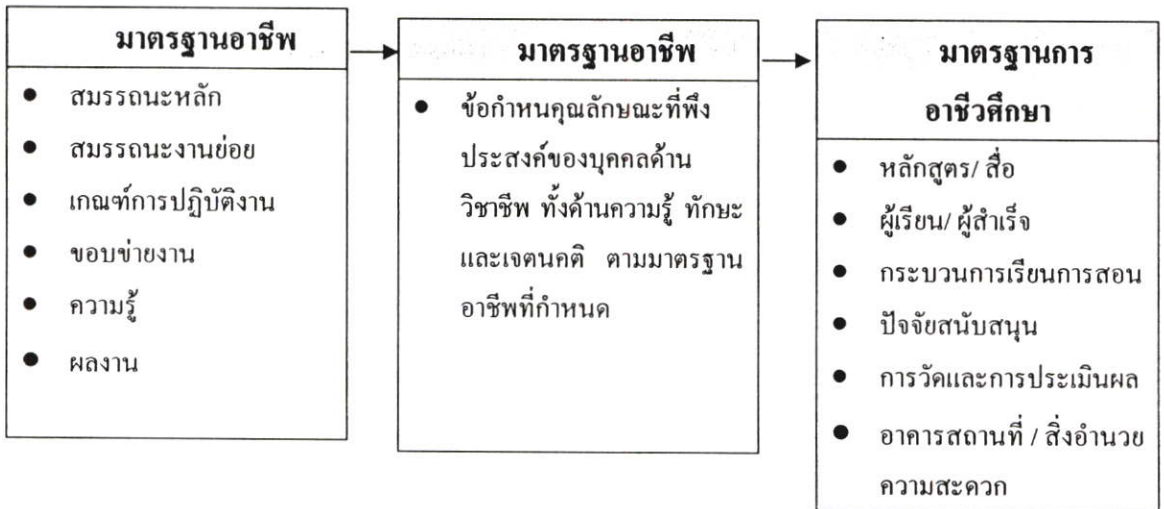 มาตรฐานอาชีพ
● สมรรถนะหลัก
● สมรรถนะงานย่อย
● เกณฑ์การปฏิบัติงาน
● ขอบข่ายงาน
● ความรู้
● ผลงาน
มาตรฐานอาชีพ
● ข้อกำหนคุณลักษณะที่พึง
ประสงค์ของบุคคลด้าน
วิชาชีพ ทั้งด้านความรู้ ทักษะ
และเจตนคติ ตามมาตรฐาน
อาชีพที่กำหนด
มาตรฐานการ
อาชีวศึกษา
● หลักสูตร/ สื่อ
● ผู้เรียน/ ผู้สำเร็จ
● กระบวนการเรียนการสอน
● ปัจจัยสนับสนุน
● การวัดและการประเมินผล
● อาคารสถานที่ / สิ่งอำนวย
ความสะดวก